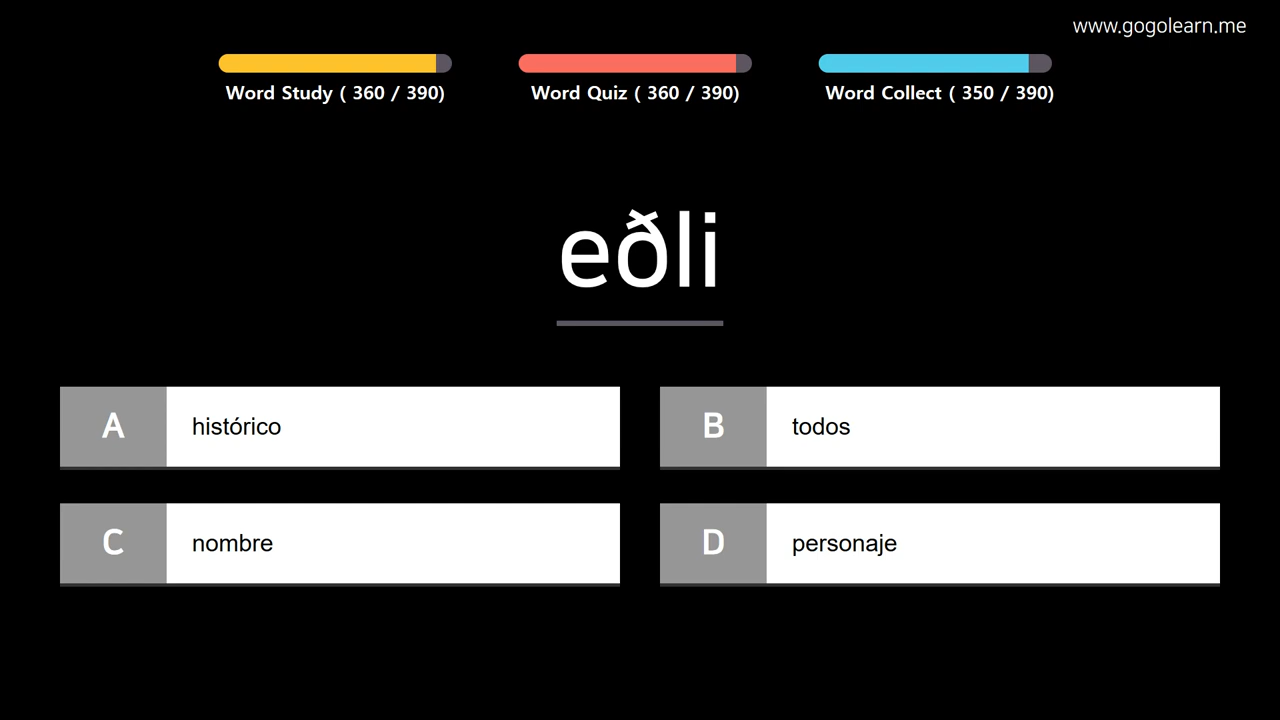 www.gogolearn.me
Word Study ( 360 / 390)
Word Quiz ( 360 / 390)
Word Collect ( 350 / 390)
eðli
A
histórico
B
todos
C
nombre
D
personaje